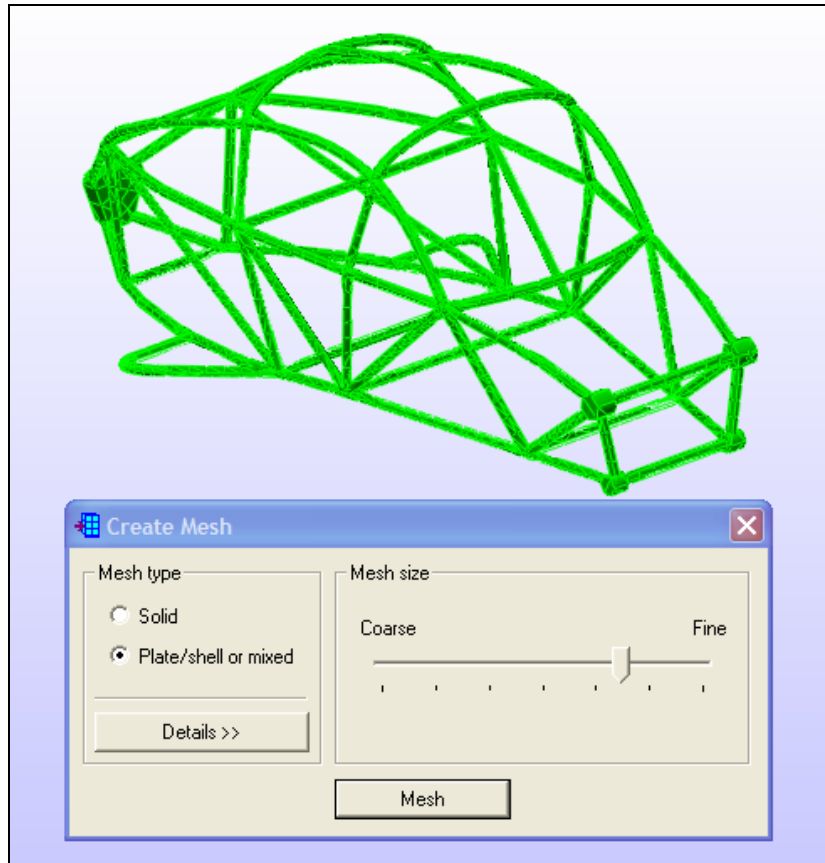 Create Mesh
Mesh type
Solid
Plate/shell or mixed
Details >>
Mesh size
Coarse Fine
Mesh